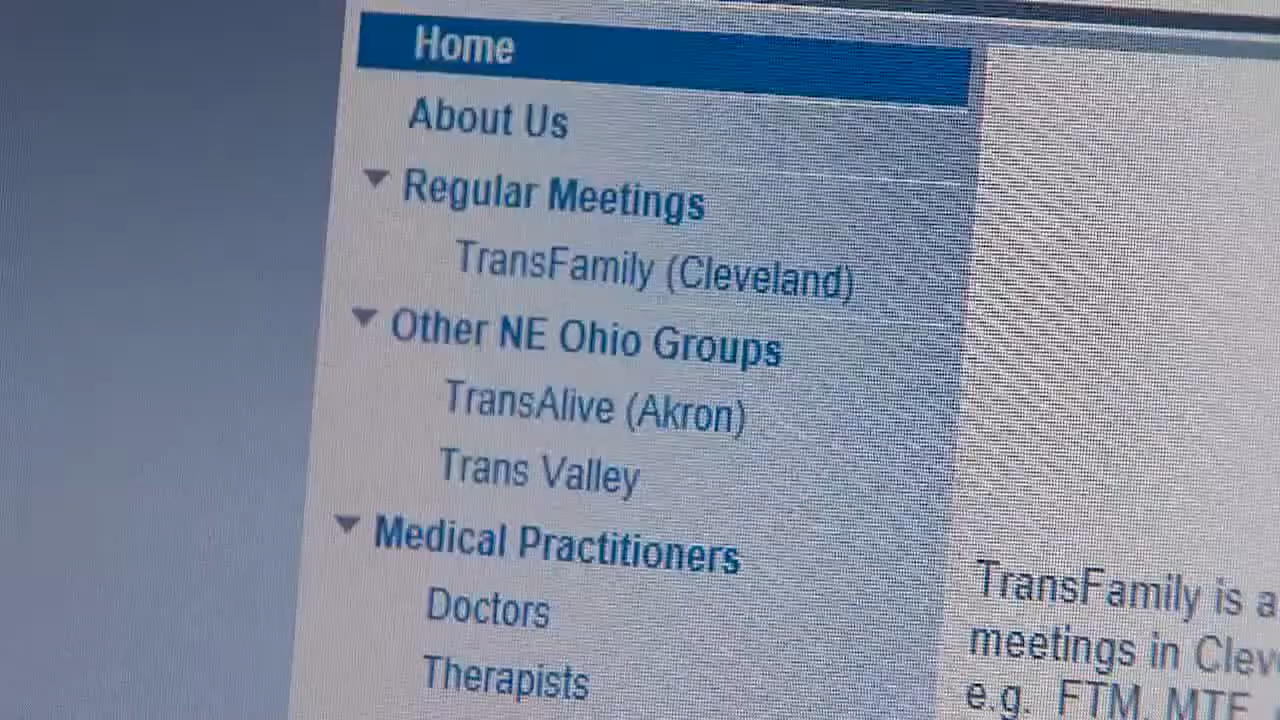 Home
About Us
Regular Meetings
TransFamily (Cleveland)
Other NE Ohio Groups
TransAlive (Akron)
Trans Valley
Medical Practitioners
Doctors
Therapists
TransFamily is a
meetings in Clev
e.g. FTM, MTF,